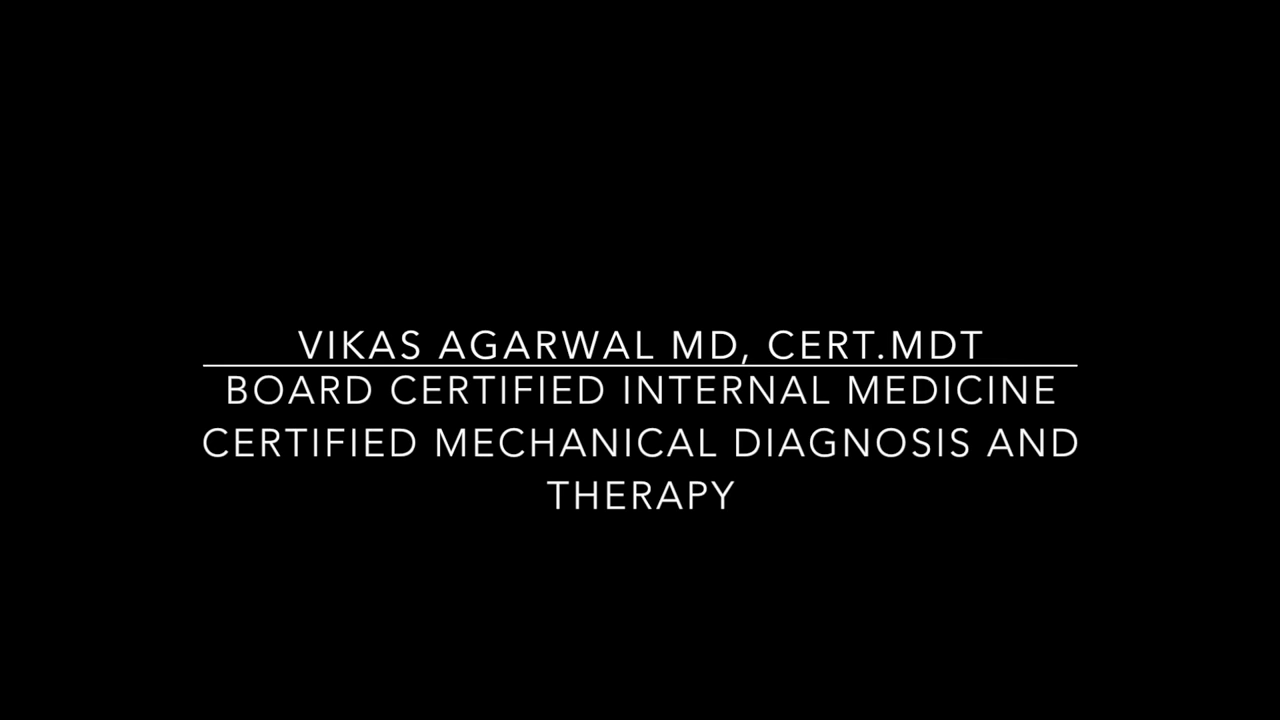 VIKAS AGARWAL MD, CERT.MDT
BOARD CERTIFIED INTERNAL MEDICINE
CERTIFIED MECHANICAL DIAGNOSIS AND
THERAPY